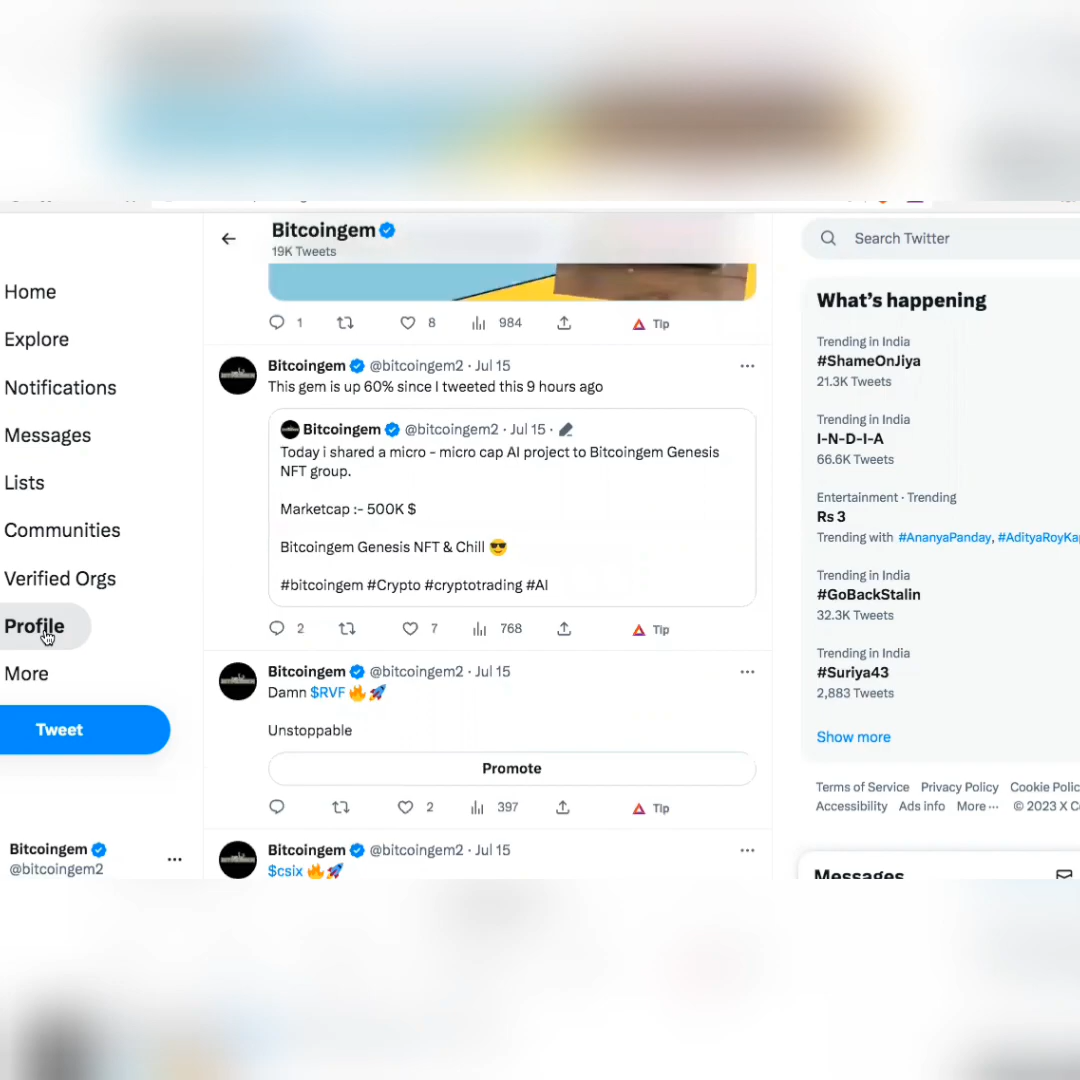 Bitcoingem
19K Tweets
Search Twitter
Home
Explore
Notifications
Messages
Lists
Communities
Verified Orgs
Profile
More
Tweet
Bitcoingem
@bitcoingem2
1
8
984
Tip
Bitcoingem @bitcoingem2 · Jul 15
This gem is up 60% since I tweeted this 9 hours ago
Bitcoingem @bitcoingem2 · Jul 15 ·
Today i shared a micro - micro cap AI project to Bitcoingem Genesis
NFT group.
Marketcap :- 500K $
Bitcoingem Genesis NFT & Chill 😎
#bitcoingem #Crypto #cryptotrading #AI
2
7
768
Tip
Bitcoingem @bitcoingem2 · Jul 15
Damn $RVF 🔥🚀
Unstoppable
Promote
2
397
Tip
Bitcoingem @bitcoingem2 · Jul 15
$csix 🔥🚀
What's happening
Trending in India
#ShameOnJiya
21.3K Tweets
Trending in India
I-N-D-I-A
66.6K Tweets
Entertainment · Trending
Rs 3
Trending with #AnanyaPanday, #AdityaRoyKap
Trending in India
#GoBackStalin
32.3K Tweets
Trending in India
#Suriya43
2,883 Tweets
Show more
Terms of Service Privacy Policy Cookie Polic
Accessibility Ads info More ··· © 2023 X Co
Messages